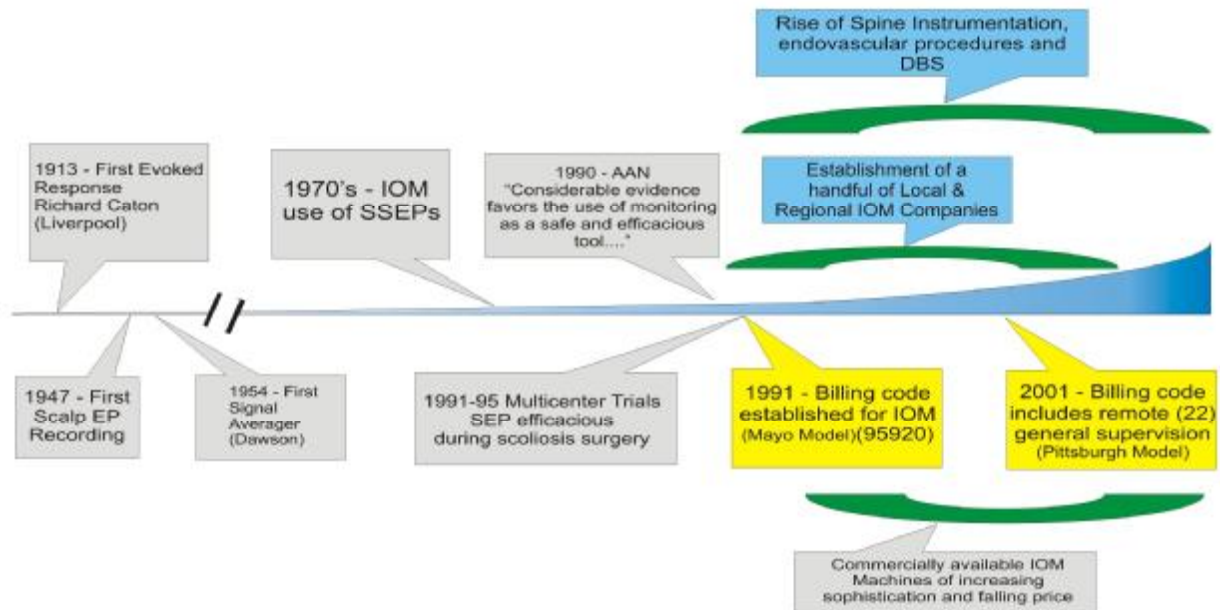 Rise of Spine Instrumentation,
endovascular procedures and
DBS
1913 - First Evoked
Response
Richard Caton
(Liverpool)
1970's - IOM
use of SSEPs
1990 - AAN
"Considerable evidence
favors the use of monitoring
as a safe and efficacious
tool...."
Establishment of a
handful of Local &
Regional IOM Companies
1947 - First
Scalp EP
Recording
1954 - First
Signal
Averager
(Dawson)
1991-95 Multicenter Trials
SEP efficacious
during scoliosis surgery
1991 - Billing code
established for IOM
(Mayo Model)(95920)
2001 - Billing code
includes remote (22)
general supervision
(Pittsburgh Model)
Commercially available IOM
Machines of increasing
sophistication and falling price